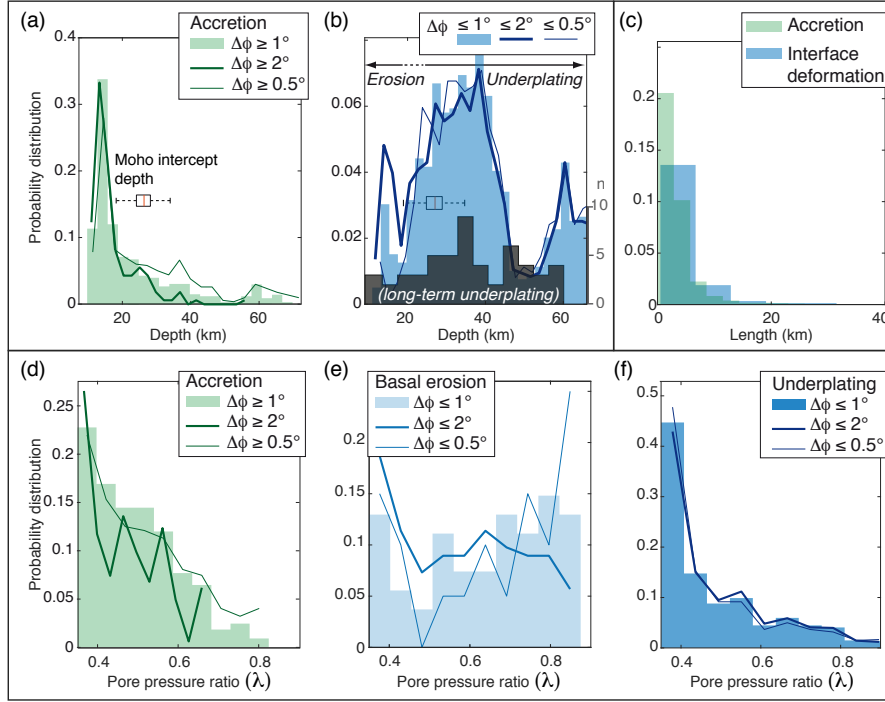 (a)
Accretion
Δϕ ≥ 1°
Δϕ ≥ 2°
Δϕ ≥ 0.5°
Moho intercept
depth
Probability distribution
0.4
0.3
0.2
0.1
0
20
40
60
Depth (km)
(b)
Δϕ ≤ 1° ≤ 2° ≤ 0.5°
Erosion
Underplating
0.06
0.04
0.02
0
n
10
5
0
(long-term underplating)
20
40
60
Depth (km)
(c)
Accretion
Interface
deformation
0.2
0.15
0.1
0.05
0
0
20
40
Length (km)
(d)
Accretion
Δϕ ≥ 1°
Δϕ ≥ 2°
Δϕ ≥ 0.5°
Probability distribution
0.25
0.2
0.15
0.1
0.05
0
0.4
0.6
0.8
Pore pressure ratio (λ)
(e)
Basal erosion
Δϕ ≤ 1°
Δϕ ≤ 2°
Δϕ ≤ 0.5°
0.2
0.15
0.1
0.05
0
0.4
0.6
0.8
Pore pressure ratio (λ)
(f)
Underplating
Δϕ ≤ 1°
Δϕ ≤ 2°
Δϕ ≤ 0.5°
0.5
0.4
0.3
0.2
0.1
0
0.4
0.6
0.8
Pore pressure ratio (λ)